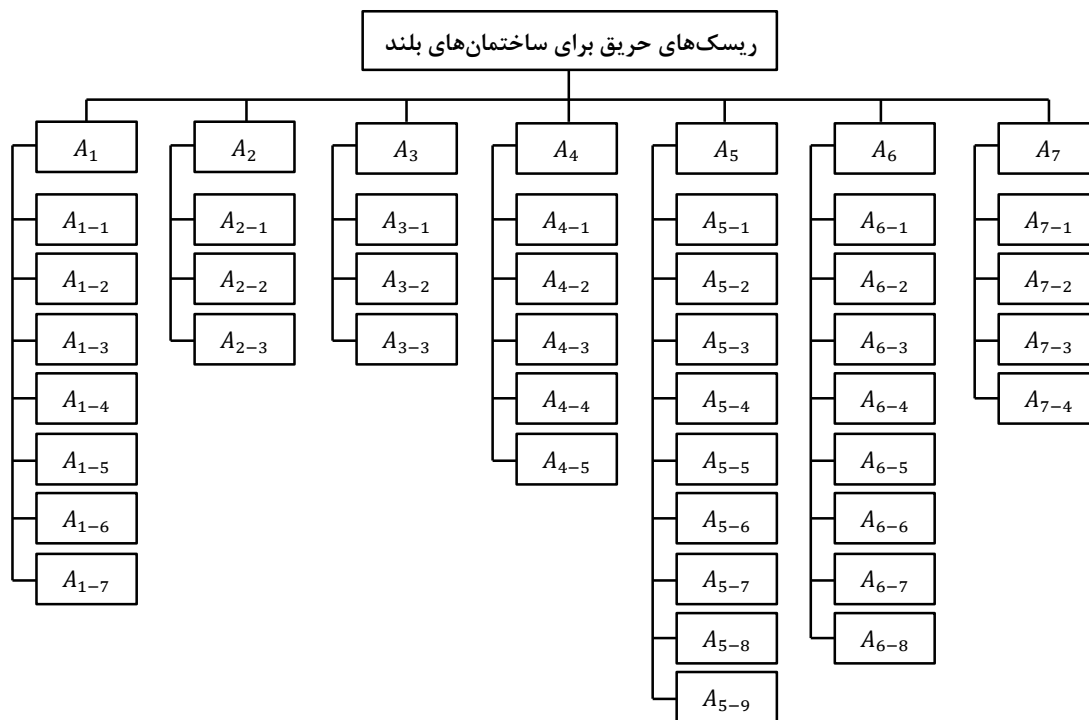 ریسک‌های حریق برای ساختمان‌های بلند
A₁ A₂ A₃ A₄ A₅ A₆ A₇
A₁₋₁ A₂₋₁ A₃₋₁ A₄₋₁ A₅₋₁ A₆₋₁ A₇₋₁
A₁₋₂ A₂₋₂ A₃₋₂ A₄₋₂ A₅₋₂ A₆₋₂ A₇₋₂
A₁₋₃ A₂₋₃ A₃₋₃ A₄₋₃ A₅₋₃ A₆₋₃ A₇₋₃
A₁₋₄ A₄₋₄ A₅₋₄ A₆₋₄ A₇₋₄
A₁₋₅ A₄₋₅ A₅₋₅ A₆₋₅
A₁₋₆ A₅₋₆ A₆₋₆
A₁₋₇ A₅₋₇ A₆₋₇
A₅₋₈ A₆₋₈
A₅₋₉